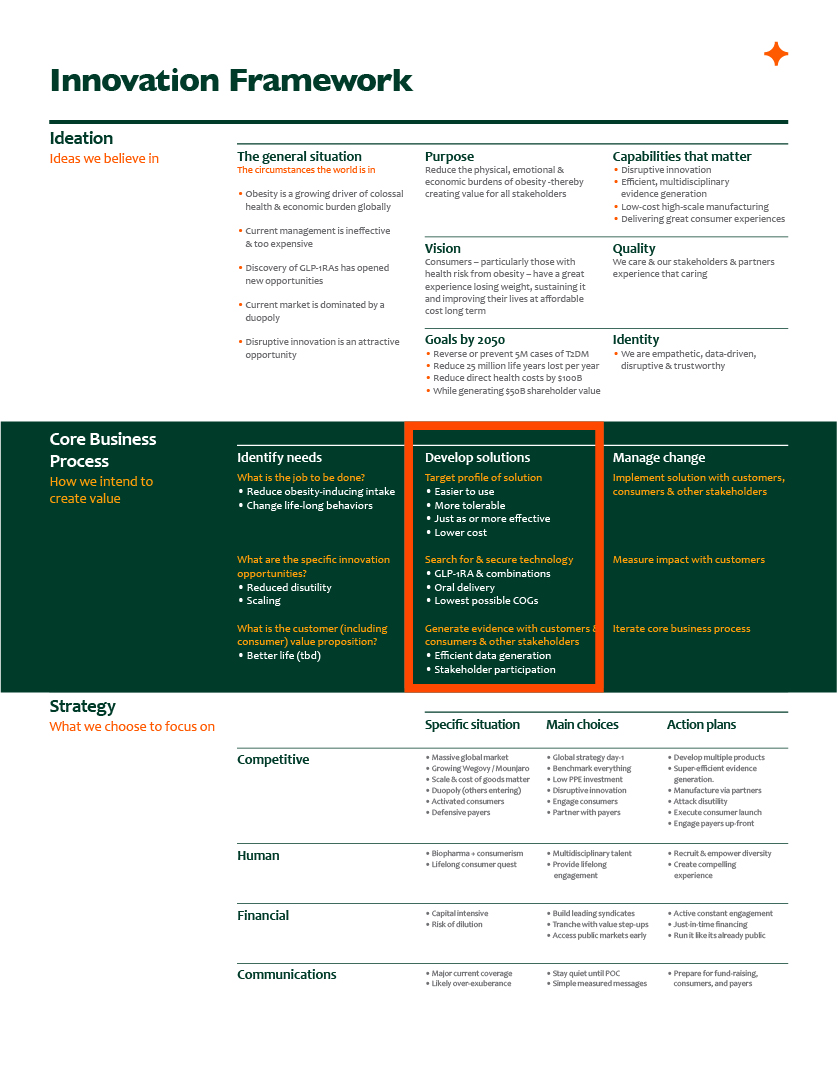 Innovation Framework
Ideation
Ideas we believe in
The general situation
The circumstances the world is in
• Obesity is a growing driver of colossal
health & economic burden globally
• Current management is ineffective
& too expensive
• Discovery of GLP-1RAs has opened
new opportunities
• Current market is dominated by a
duopoly
• Disruptive innovation is an attractive
opportunity
Purpose
Reduce the physical, emotional &
economic burdens of obesity -thereby
creating value for all stakeholders
Vision
Consumers – particularly those with
health risk from obesity – have a great
experience losing weight, sustaining it
and improving their lives at affordable
cost long term
Goals by 2050
• Reverse or prevent 5M cases of T2DM
• Reduce 25 million life years lost per year
• Reduce direct health costs by $100B
• While generating $50B shareholder value
Capabilities that matter
• Disruptive innovation
• Efficient, multidisciplinary
evidence generation
• Low-cost high-scale manufacturing
• Delivering great consumer experiences
Quality
We care & our stakeholders & partners
experience that caring
Identity
• We are empathetic, data-driven,
disruptive & trustworthy
Core Business
Process
How we intend to
create value
Identify needs
What is the job to be done?
• Reduce obesity-inducing intake
• Change life-long behaviors
What are the specific innovation
opportunities?
• Reduced disutility
• Scaling
What is the customer (including
consumer) value proposition?
• Better life (tbd)
Develop solutions
Target profile of solution
• Easier to use
• More tolerable
• Just as or more effective
• Lower cost
Search for & secure technology
• GLP-1RA & combinations
• Oral delivery
• Lowest possible COGs
Generate evidence with customers &
consumers & other stakeholders
• Efficient data generation
• Stakeholder participation
Manage change
Implement solution with customers,
consumers & other stakeholders
Measure impact with customers
Iterate core business process
Strategy
What we choose to focus on
Specific situation
Main choices
Action plans
Competitive
• Massive global market
• Growing Wegovy / Mounjaro
• Scale & cost of goods matter
• Duopoly (others entering)
• Activated consumers
• Defensive payers
• Global strategy day-1
• Benchmark everything
• Low PPE investment
• Disruptive innovation
• Engage consumers
• Partner with payers
• Develop multiple products
• Super-efficient evidence
generation.
• Manufacture via partners
• Attack disutility
• Execute consumer launch
• Engage payers up-front
Human
• Biopharma + consumerism
• Lifelong consumer quest
• Multidisciplinary talent
• Provide lifelong
engagement
• Recruit & empower diversity
• Create compelling
experience
Financial
• Capital intensive
• Risk of dilution
• Build leading syndicates
• Tranche with value step-ups
• Access public markets early
• Active constant engagement
• Just-in-time financing
• Run it like its already public
Communications
• Major current coverage
• Likely over-exuberance
• Stay quiet until POC
• Simple measured messages
• Prepare for fund-raising,
consumers, and payers